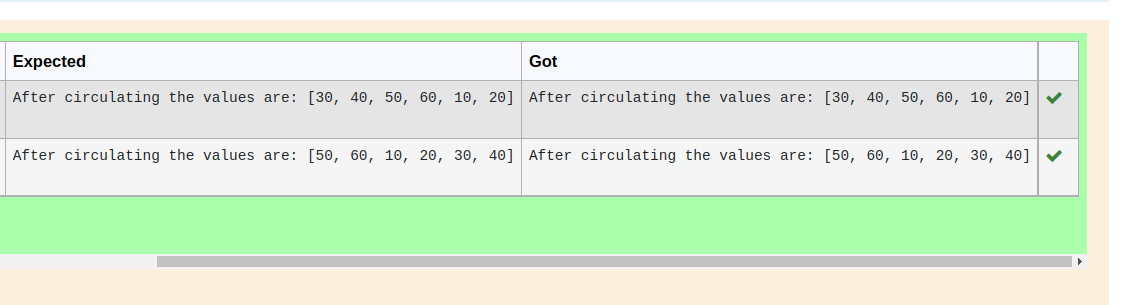 Expected Got
After circulating the values are: [30, 40, 50, 60, 10, 20] After circulating the values are: [30, 40, 50, 60, 10, 20]
After circulating the values are: [50, 60, 10, 20, 30, 40] After circulating the values are: [50, 60, 10, 20, 30, 40]